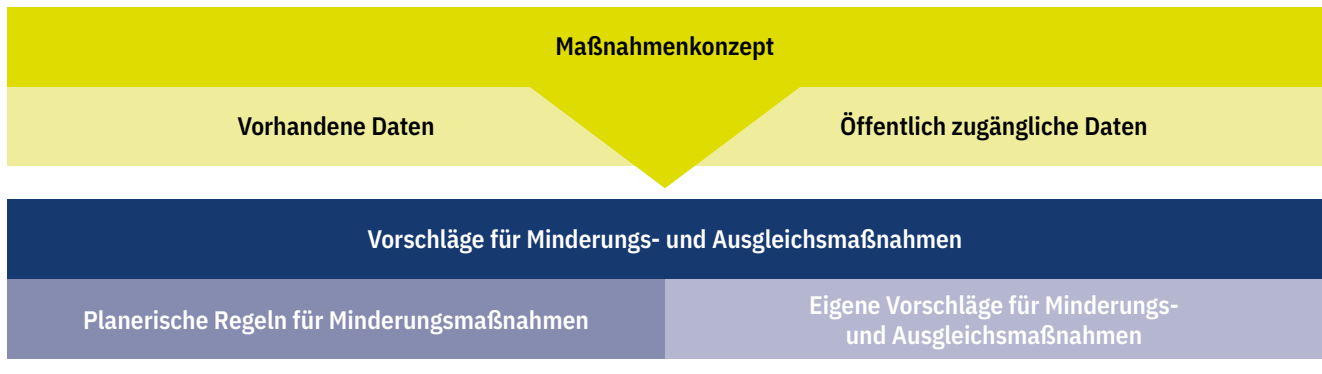 Maßnahmenkonzept
Vorhandene Daten
Öffentlich zugängliche Daten
Vorschläge für Minderungs- und Ausgleichsmaßnahmen
Planerische Regeln für Minderungsmaßnahmen
Eigene Vorschläge für Minderungs-
und Ausgleichsmaßnahmen